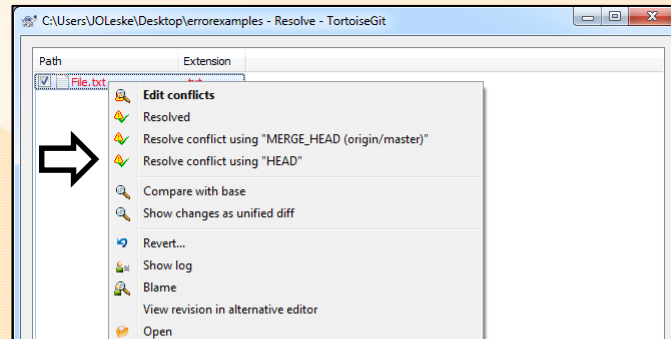 C:\Users\JOLeske\Desktop\errorexamples - Resolve - TortoiseGit
Path Extension
File.txt .txt
Edit conflicts
Resolved
Resolve conflict using "MERGE_HEAD (origin/master)"
Resolve conflict using "HEAD"
Compare with base
Show changes as unified diff
Revert...
Show log
Blame
View revision in alternative editor
Open